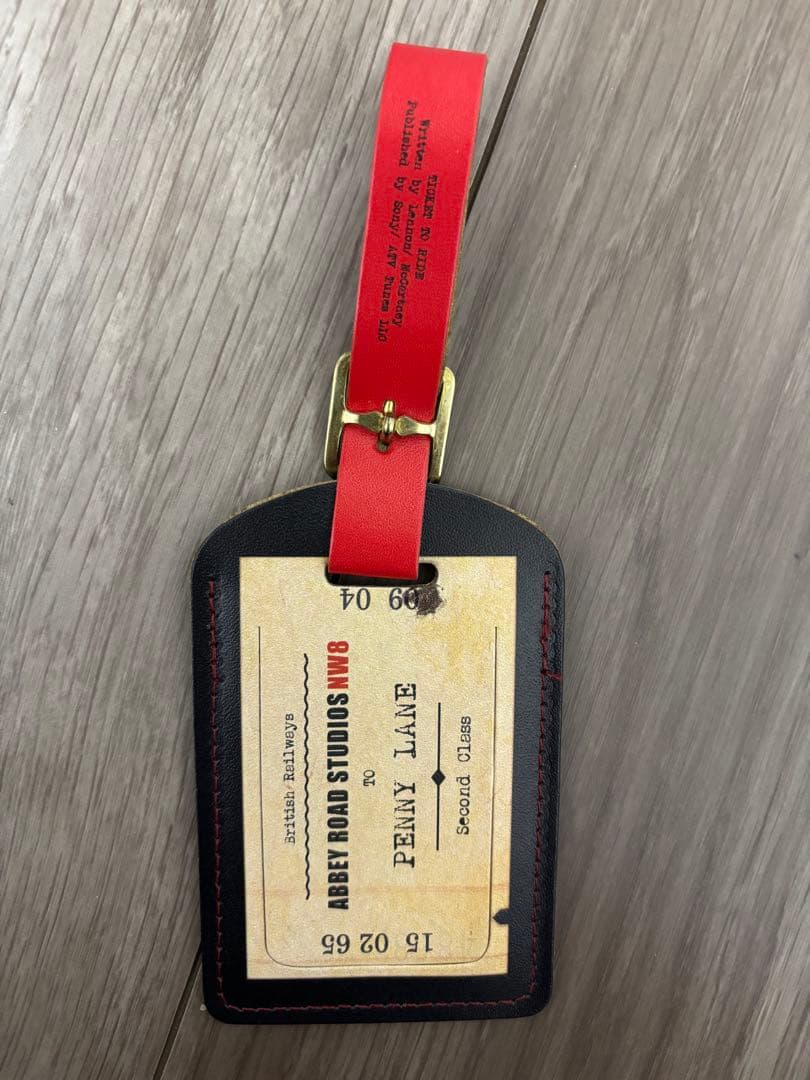 TICKET TO RIDE
Written by Lennon/ McCartney
Published by Sony/ ATV Tunes LLC
09 04
British Railways
ABBEY ROAD STUDIOS NW8
TO
PENNY LANE
Second Class
15 02 65